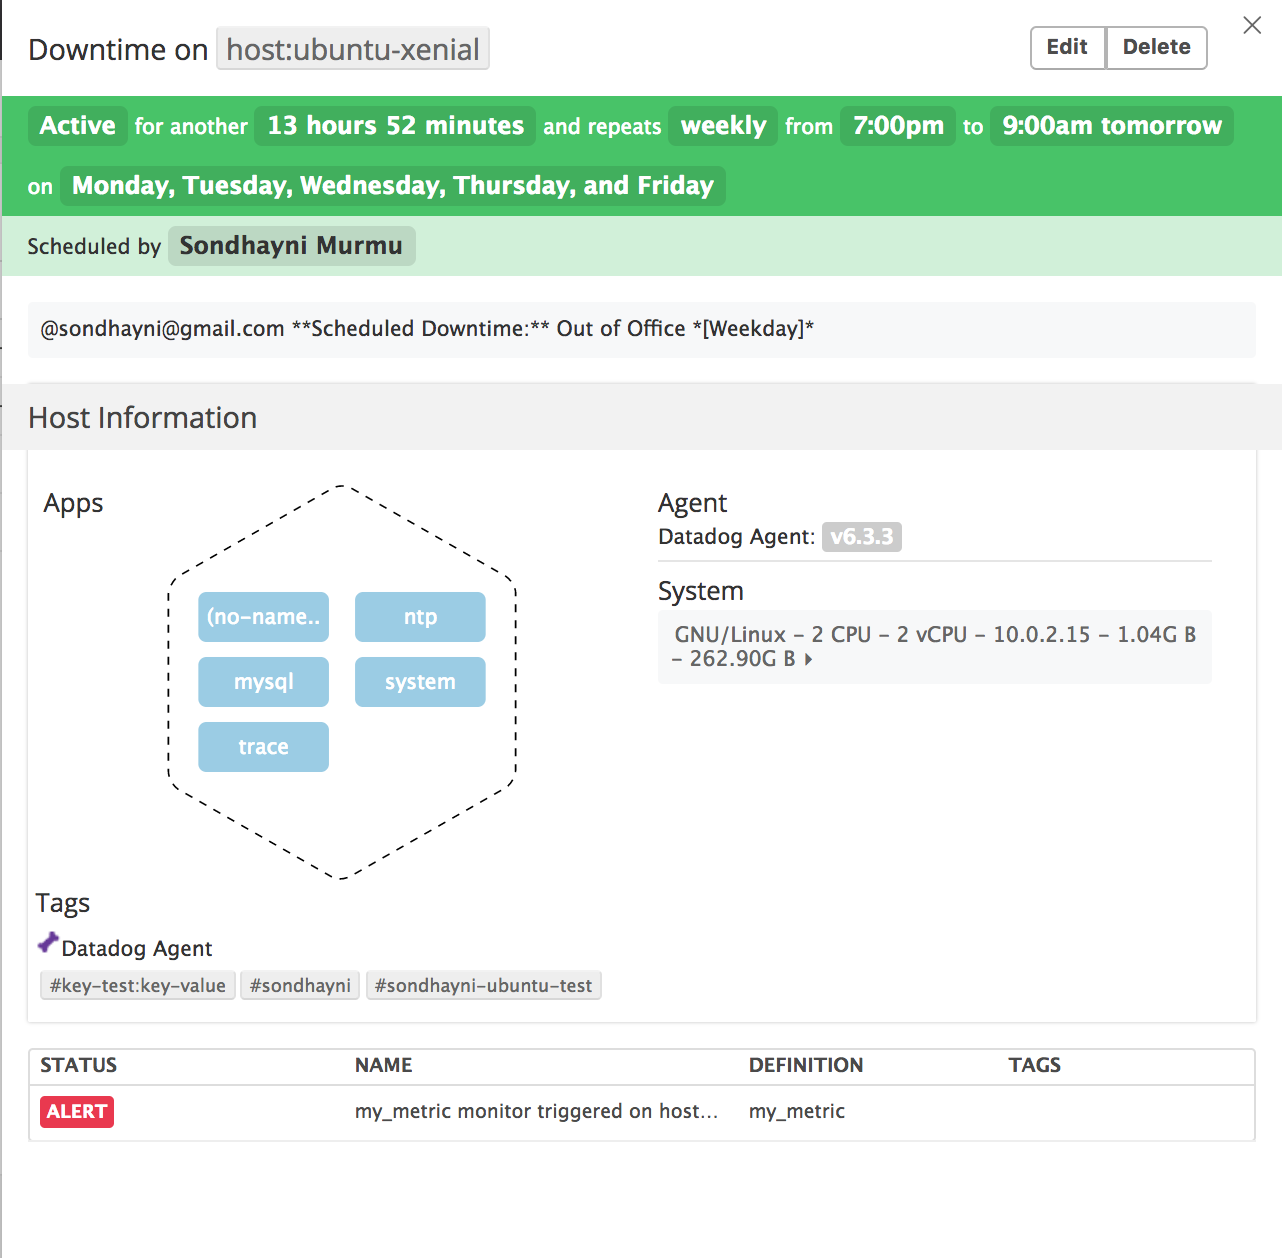 Downtime on host:ubuntu-xenial
Edit Delete
Active for another 13 hours 52 minutes and repeats weekly from 7:00pm to 9:00am tomorrow
on Monday, Tuesday, Wednesday, Thursday, and Friday
Scheduled by Sondhayni Murmu
@sondhayni@gmail.com **Scheduled Downtime:** Out of Office *[Weekday]*
Host Information
Apps
(no-name..
ntp
mysql
system
trace
Agent
Datadog Agent: v6.3.3
System
GNU/Linux - 2 CPU - 2 vCPU - 10.0.2.15 - 1.04G B
- 262.90G B
Tags
Datadog Agent
#key-test:key-value #sondhayni #sondhayni-ubuntu-test
STATUS NAME DEFINITION TAGS
ALERT my_metric monitor triggered on host... my_metric